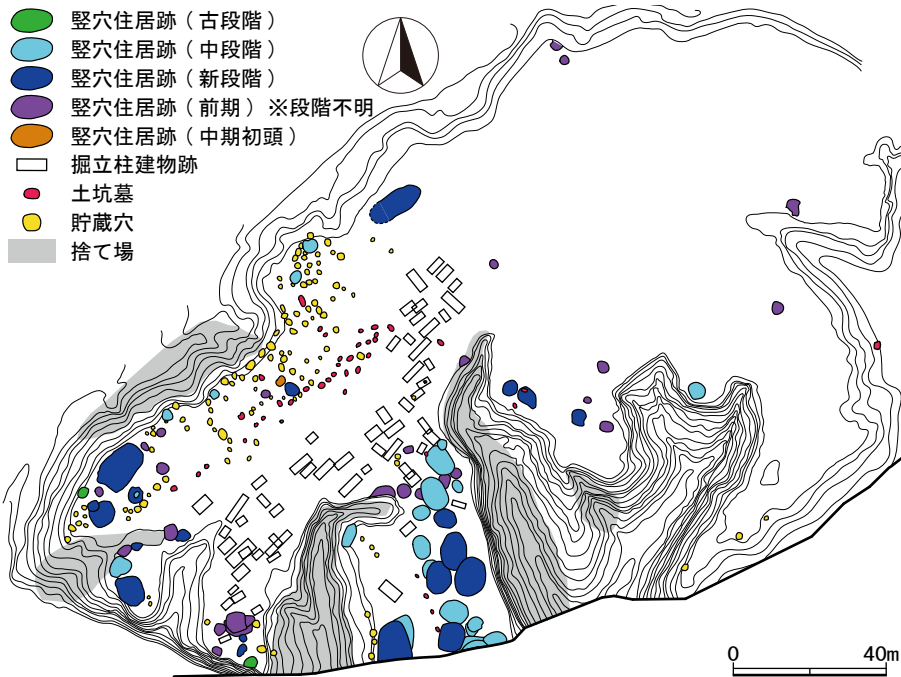 竪穴住居跡（古段階）
竪穴住居跡（中段階）
竪穴住居跡（新段階）
竪穴住居跡（前期）※段階不明
竪穴住居跡（中期初頭）
掘立柱建物跡
土坑墓
貯蔵穴
捨て場
0 40m